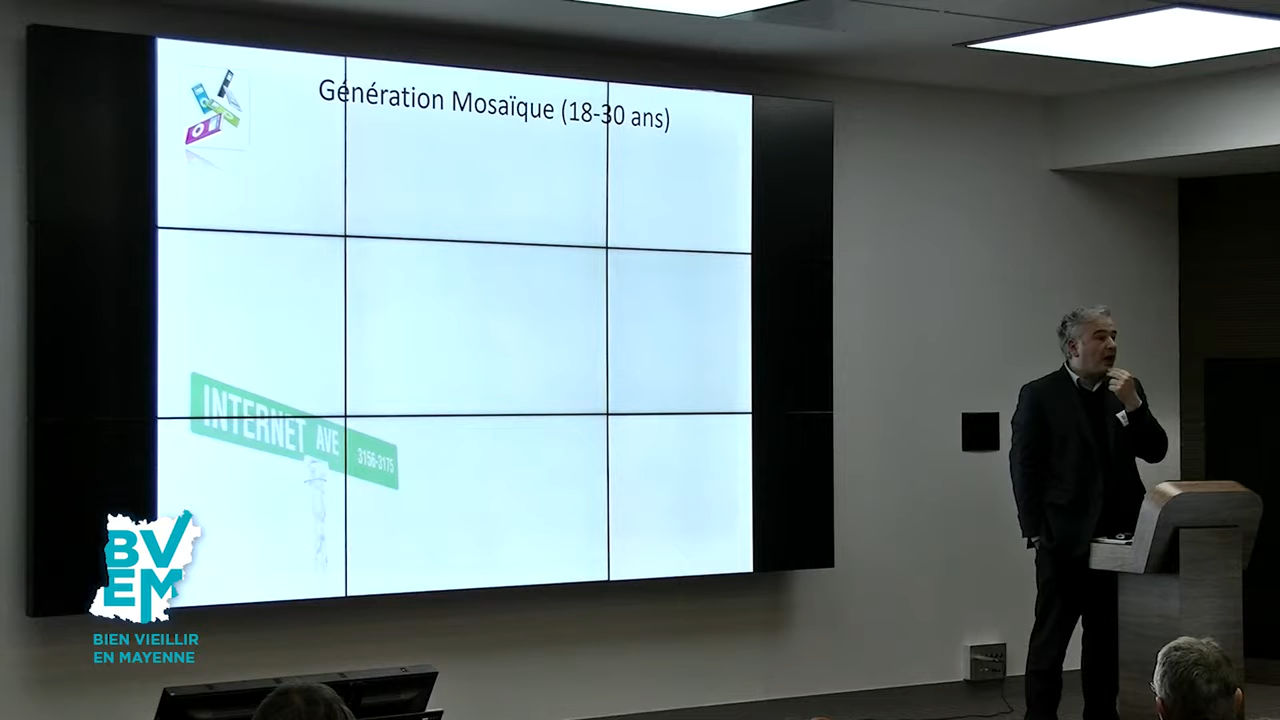 Génération Mosaïque (18-30 ans)
INTERNET AVE 3156-3175
BV
EM
BIEN VIEILLIR
EN MAYENNE